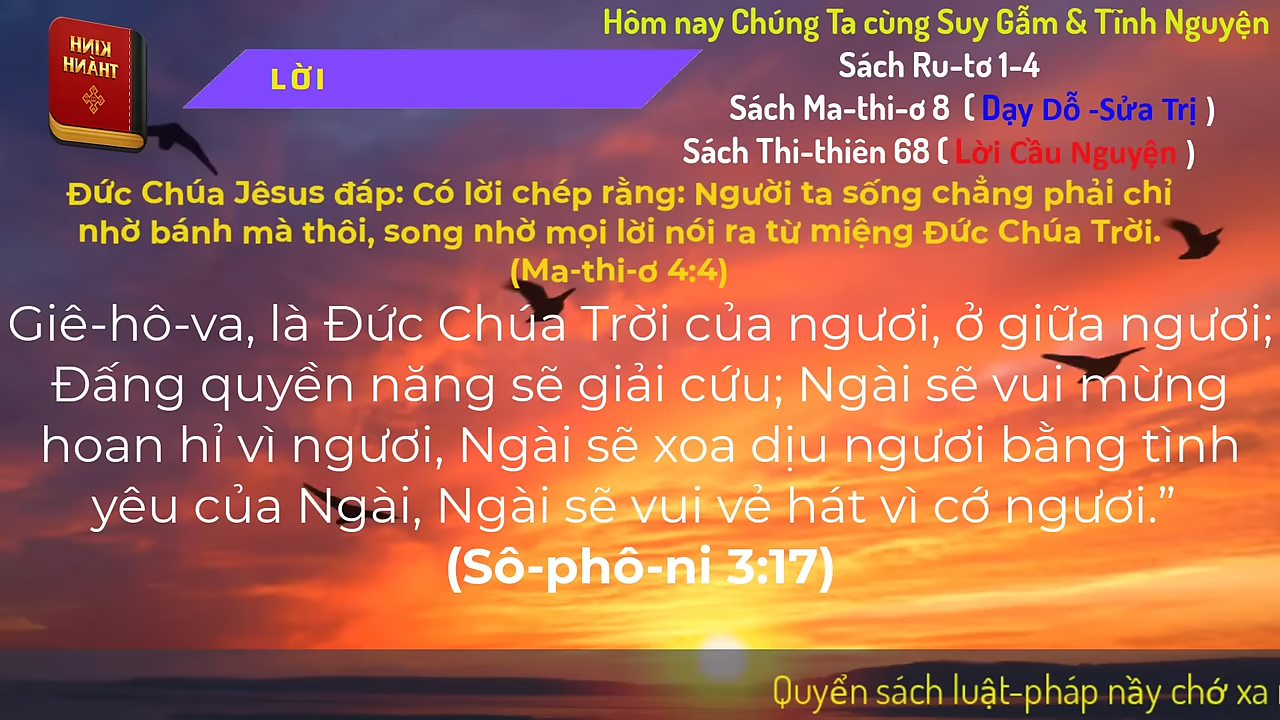 KINH
THÁNH
LỜI
Hôm nay Chúng Ta cùng Suy Gẫm & Tĩnh Nguyện
Sách Ru-tơ 1-4
Sách Ma-thi-ơ 8 ( Dạy Dỗ -Sửa Trị )
Sách Thi-thiên 68 ( Lời Cầu Nguyện )
Đức Chúa Jêsus đáp: Có lời chép rằng: Người ta sống chẳng phải chỉ
nhờ bánh mà thôi, song nhờ mọi lời nói ra từ miệng Đức Chúa Trời.
(Ma-thi-ơ 4:4)
Giê-hô-va, là Đức Chúa Trời của ngươi, ở giữa ngươi;
Đấng quyền năng sẽ giải cứu; Ngài sẽ vui mừng
hoan hỉ vì ngươi, Ngài sẽ xoa dịu ngươi bằng tình
yêu của Ngài, Ngài sẽ vui vẻ hát vì cớ ngươi.”
(Sô-phô-ni 3:17)
Quyển sách luật-pháp nầy chớ xa